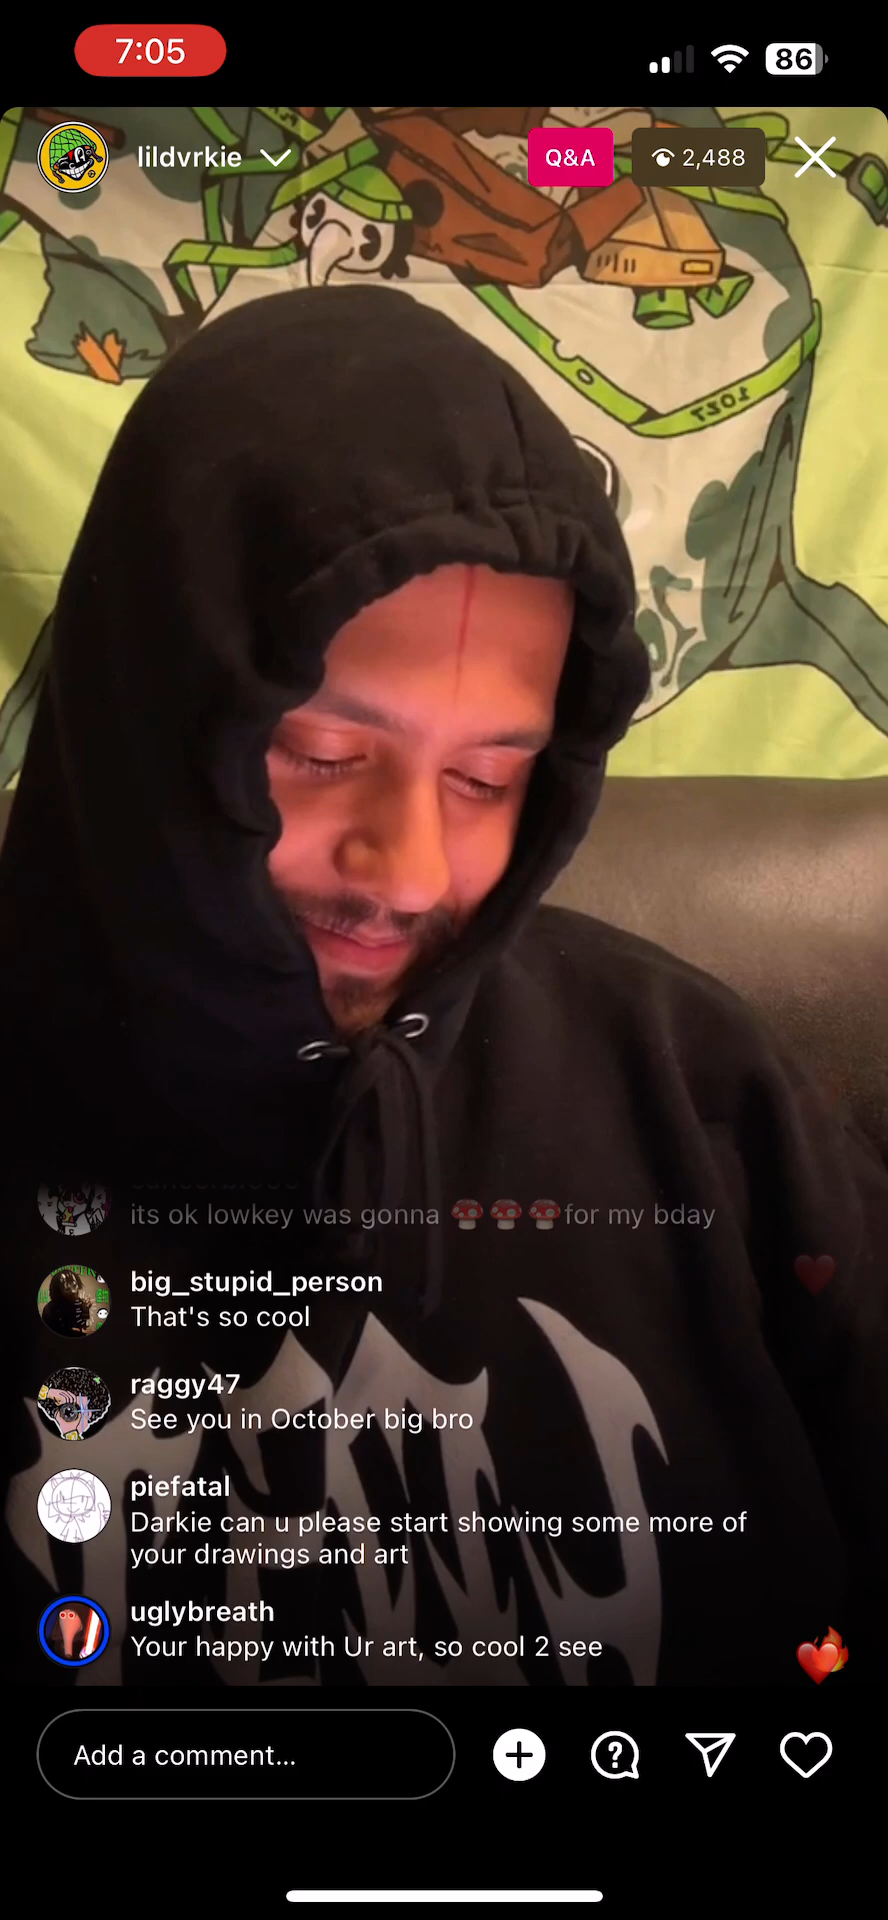 7:05
86
lildvrkie
Q&A
2,488
its ok lowkey was gonna 🍄🍄🍄for my bday
big_stupid_person
That's so cool
raggy47
See you in October big bro
piefatal
Darkie can u please start showing some more of
your drawings and art
uglybreath
Your happy with Ur art, so cool 2 see
Add a comment...